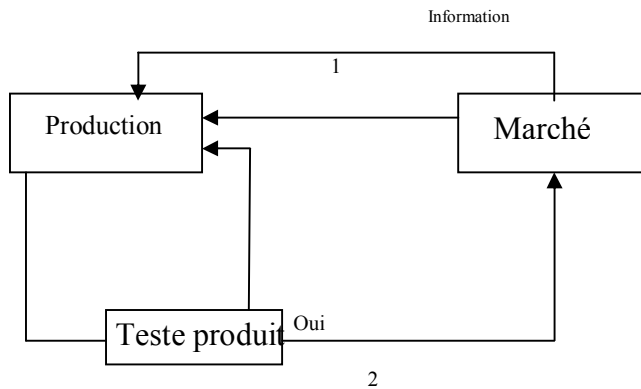 Information
1
Production
Marché
Teste produit
Oui
2